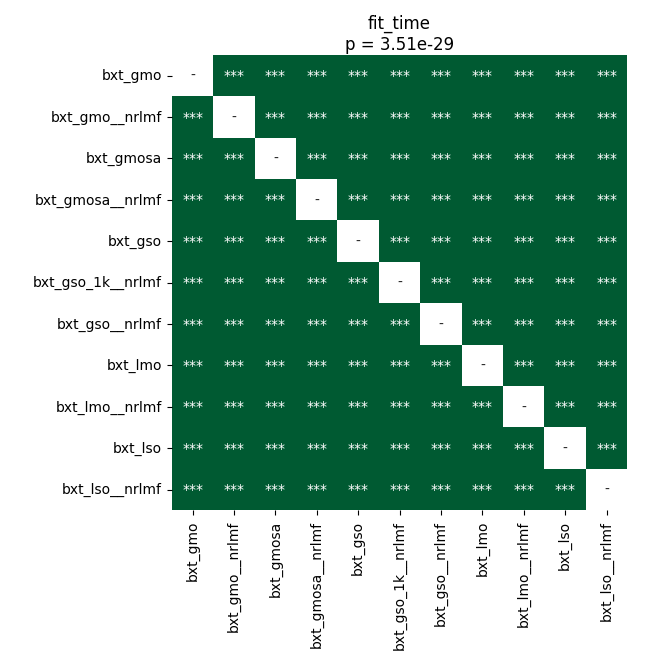 fit_time
p = 3.51e-29
bxt_gmo - *** *** *** *** *** *** *** *** *** ***
bxt_gmo__nrlmf *** - *** *** *** *** *** *** *** *** ***
bxt_gmosa *** *** - *** *** *** *** *** *** *** ***
bxt_gmosa__nrlmf *** *** *** - *** *** *** *** *** *** ***
bxt_gso *** *** *** *** - *** *** *** *** *** ***
bxt_gso_1k__nrlmf *** *** *** *** *** - *** *** *** *** ***
bxt_gso__nrlmf *** *** *** *** *** *** - *** *** *** ***
bxt_lmo *** *** *** *** *** *** *** - *** *** ***
bxt_lmo__nrlmf *** *** *** *** *** *** *** *** - *** ***
bxt_lso *** *** *** *** *** *** *** *** *** - ***
bxt_lso__nrlmf *** *** *** *** *** *** *** *** *** *** -
bxt_gmo
bxt_gmo__nrlmf
bxt_gmosa
bxt_gmosa__nrlmf
bxt_gso
bxt_gso_1k__nrlmf
bxt_gso__nrlmf
bxt_lmo
bxt_lmo__nrlmf
bxt_lso
bxt_lso__nrlmf